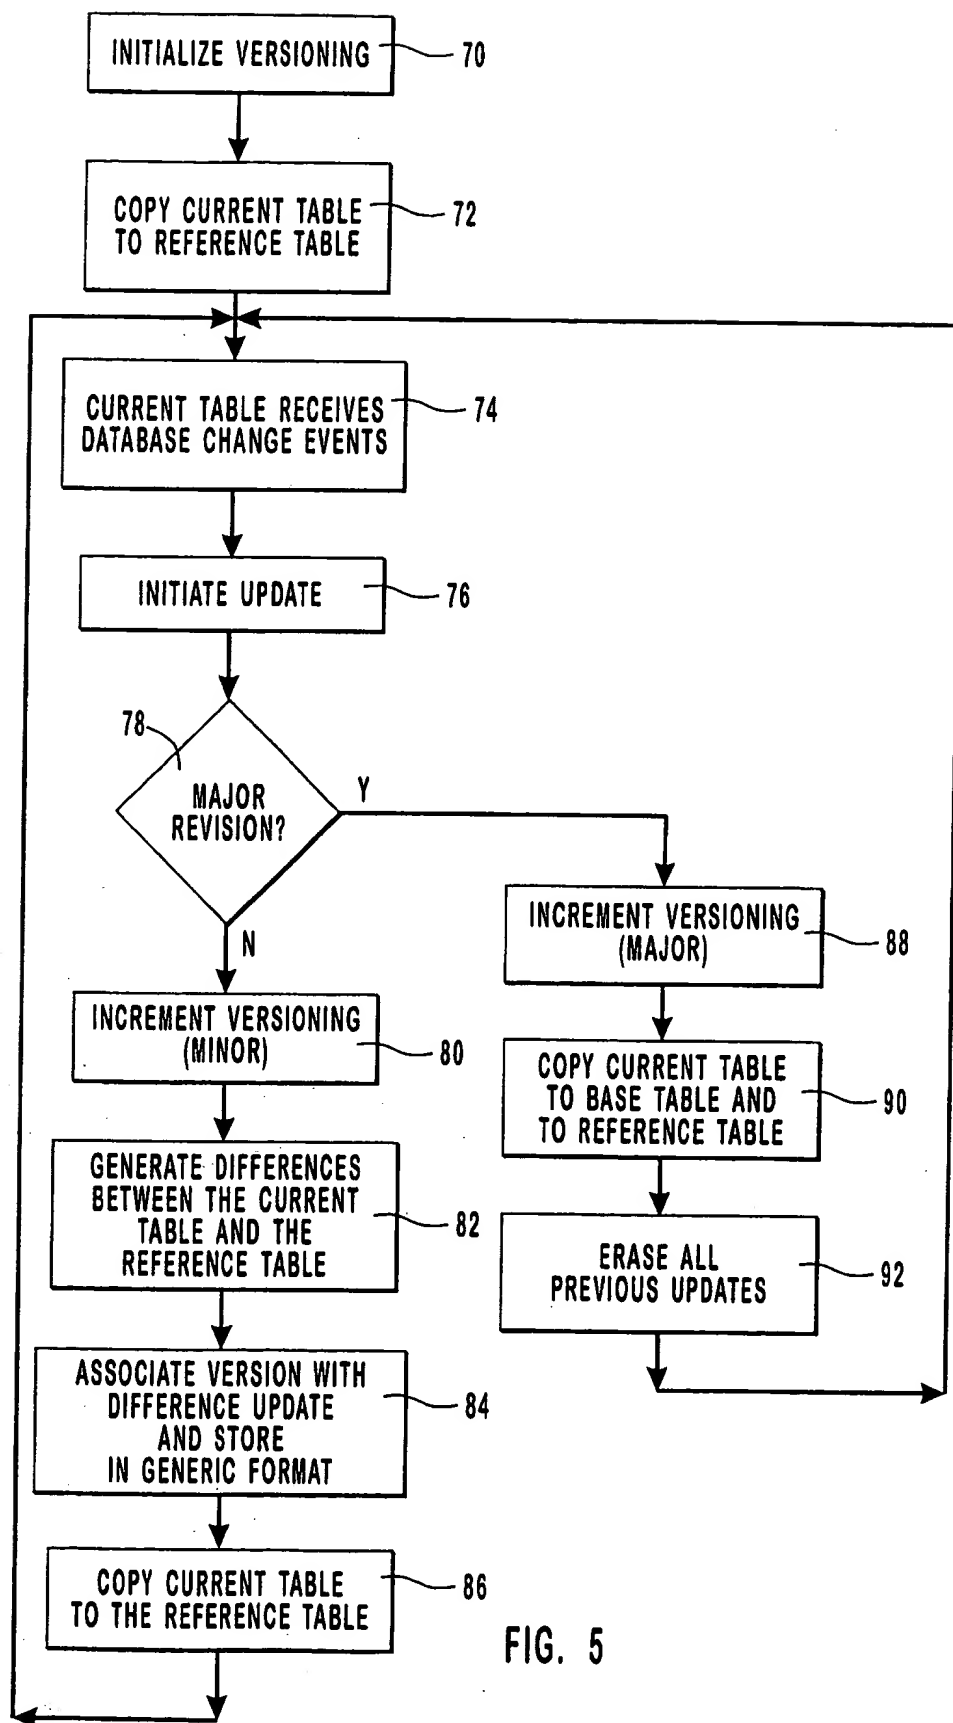 INITIALIZE VERSIONING
70
COPY CURRENT TABLE
TO REFERENCE TABLE
72
CURRENT TABLE RECEIVES
DATABASE CHANGE EVENTS
74
INITIATE UPDATE
76
78
MAJOR
REVISION?
Y
N
INCREMENT VERSIONING
(MAJOR)
88
INCREMENT VERSIONING
(MINOR)
80
COPY CURRENT TABLE
TO BASE TABLE AND
TO REFERENCE TABLE
90
GENERATE DIFFERENCES
BETWEEN THE CURRENT
TABLE AND THE
REFERENCE TABLE
82
ERASE ALL
PREVIOUS UPDATES
92
ASSOCIATE VERSION WITH
DIFFERENCE UPDATE
AND STORE
IN GENERIC FORMAT
84
COPY CURRENT TABLE
TO THE REFERENCE TABLE
86
FIG. 5